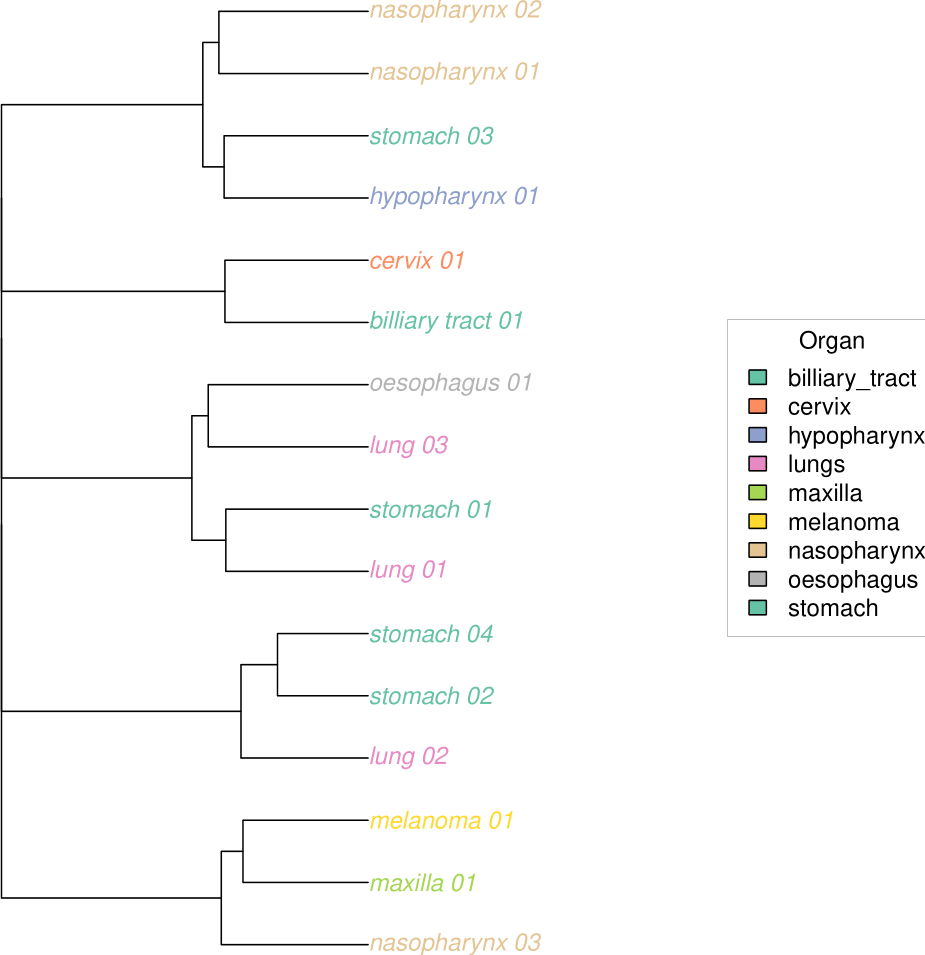 nasopharynx 02
nasopharynx 01
stomach 03
hypopharynx 01
cervix 01
billiary tract 01
oesophagus 01
lung 03
stomach 01
lung 01
stomach 04
stomach 02
lung 02
melanoma 01
maxilla 01
nasopharynx 03
Organ
billiary_tract
cervix
hypopharynx
lungs
maxilla
melanoma
nasopharynx
oesophagus
stomach